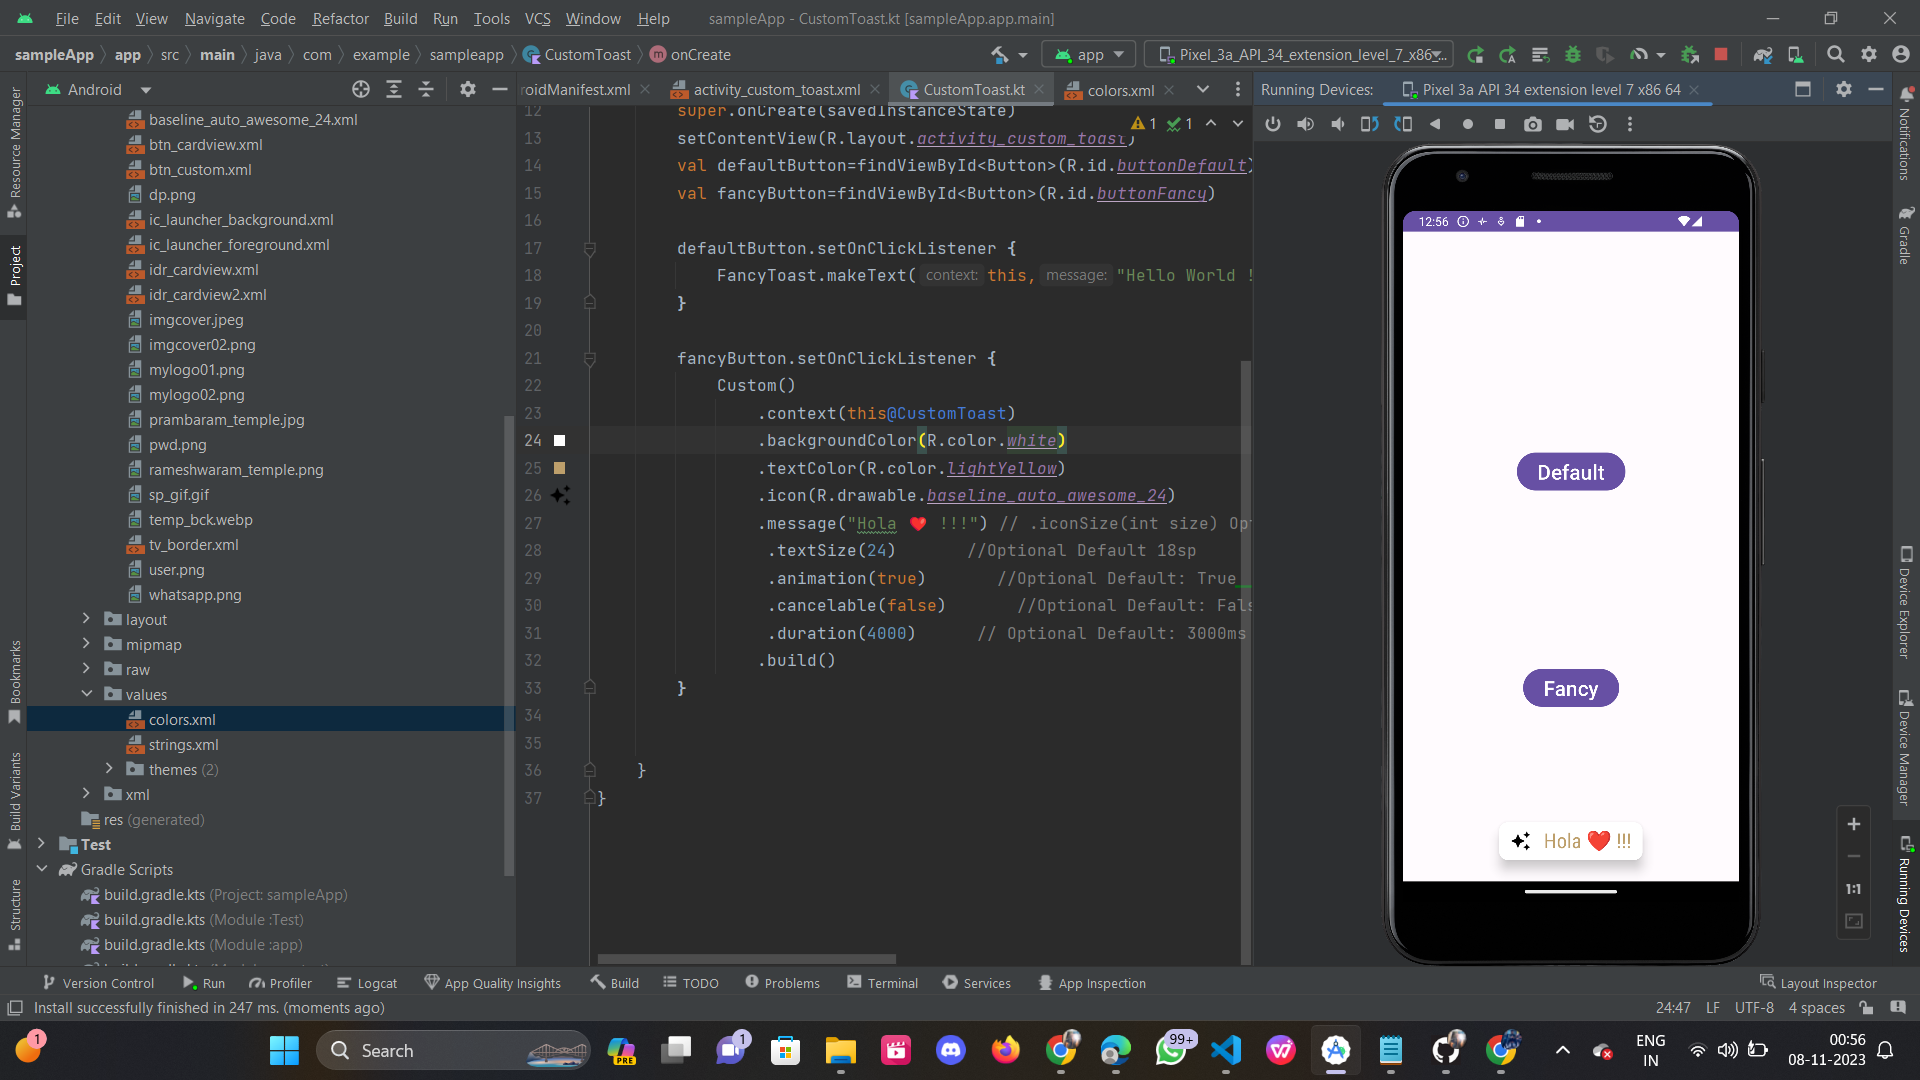 File Edit View Navigate Code Refactor Build Run Tools VCS Window Help sampleApp - CustomToast.kt [sampleApp.app.main]
sampleApp app src main java com example sampleapp CustomToast onCreate app Pixel_3a_API_34_extension_level_7_x86
Android
roidManifest.xml activity_custom_toast.xml CustomToast.kt colors.xml
Running Devices: Pixel 3a API 34 extension level 7 x86 64
Resource Manager
Project
Bookmarks
Build Variants
Structure
baseline_auto_awesome_24.xml
btn_cardview.xml
btn_custom.xml
dp.png
ic_launcher_background.xml
ic_launcher_foreground.xml
idr_cardview.xml
idr_cardview2.xml
imgcover.jpeg
imgcover02.png
mylogo01.png
mylogo02.png
prambaram_temple.jpg
pwd.png
rameshwaram_temple.png
sp_gif.gif
temp_bck.webp
tv_border.xml
user.png
whatsapp.png
layout
mipmap
raw
values
colors.xml
strings.xml
themes (2)
xml
res (generated)
Test
Gradle Scripts
build.gradle.kts (Project: sampleApp)
build.gradle.kts (Module :Test)
build.gradle.kts (Module :app)
1 1
12 super.onCreate(savedInstanceState)
13 setContentView(R.layout.activity_custom_toast)
14 val defaultButton=findViewById<Button>(R.id.buttonDefault)
15 val fancyButton=findViewById<Button>(R.id.buttonFancy)
16
17 defaultButton.setOnClickListener {
18 FancyToast.makeText( context: this, message: "Hello World !
19 }
20
21 fancyButton.setOnClickListener {
22 Custom()
23 .context(this@CustomToast)
24 .backgroundColor(R.color.white)
25 .textColor(R.color.lightYellow)
26 .icon(R.drawable.baseline_auto_awesome_24)
27 .message("Hola ❤️ !!!") // .iconSize(int size) Op
28 .textSize(24) //Optional Default 18sp
29 .animation(true) //Optional Default: True
30 .cancelable(false) //Optional Default: Fals
31 .duration(4000) // Optional Default: 3000ms
32 .build()
33 }
34
35
36 }
37 }
12:56
Default
Fancy
Hola ❤️ !!!
1:1
Notifications
Gradle
Device Explorer
Device Manager
Running Devices
Version Control Run Profiler Logcat App Quality Insights Build TODO Problems Terminal Services App Inspection Layout Inspector
Install successfully finished in 247 ms. (moments ago) 24:47 LF UTF-8 4 spaces
1 Search PRE 1 99+ ENG
IN
00:56
08-11-2023